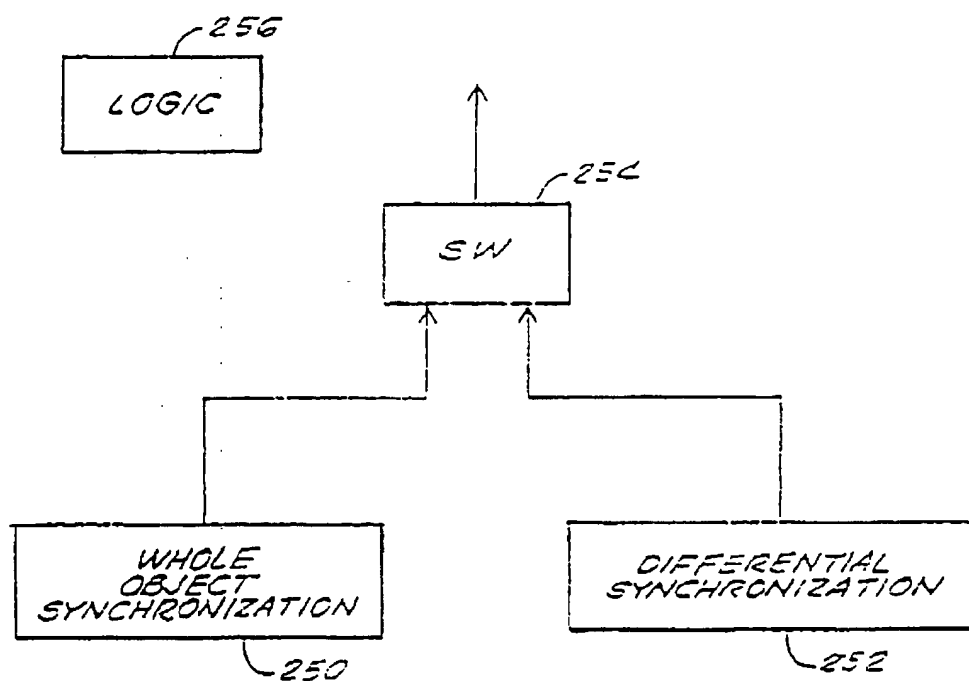 256
LOGIC
254
SW
WHOLE
OBJECT
SYNCHRONIZATION
250
DIFFERENTIAL
SYNCHRONIZATION
252